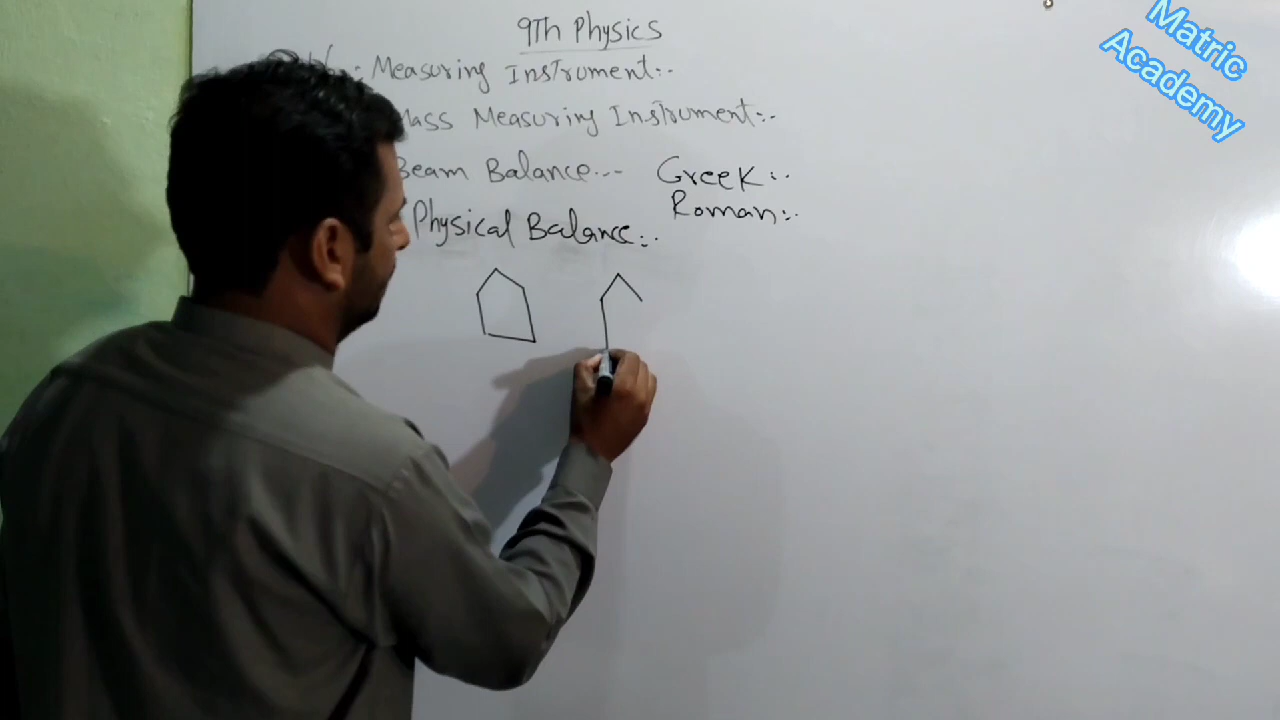 9Th Physics
Measuring Instrument:-
Mass Measuring Instrument:-
Beam Balance:-- Greek:-
Roman:-
Physical Balance:-
Matric
Academy